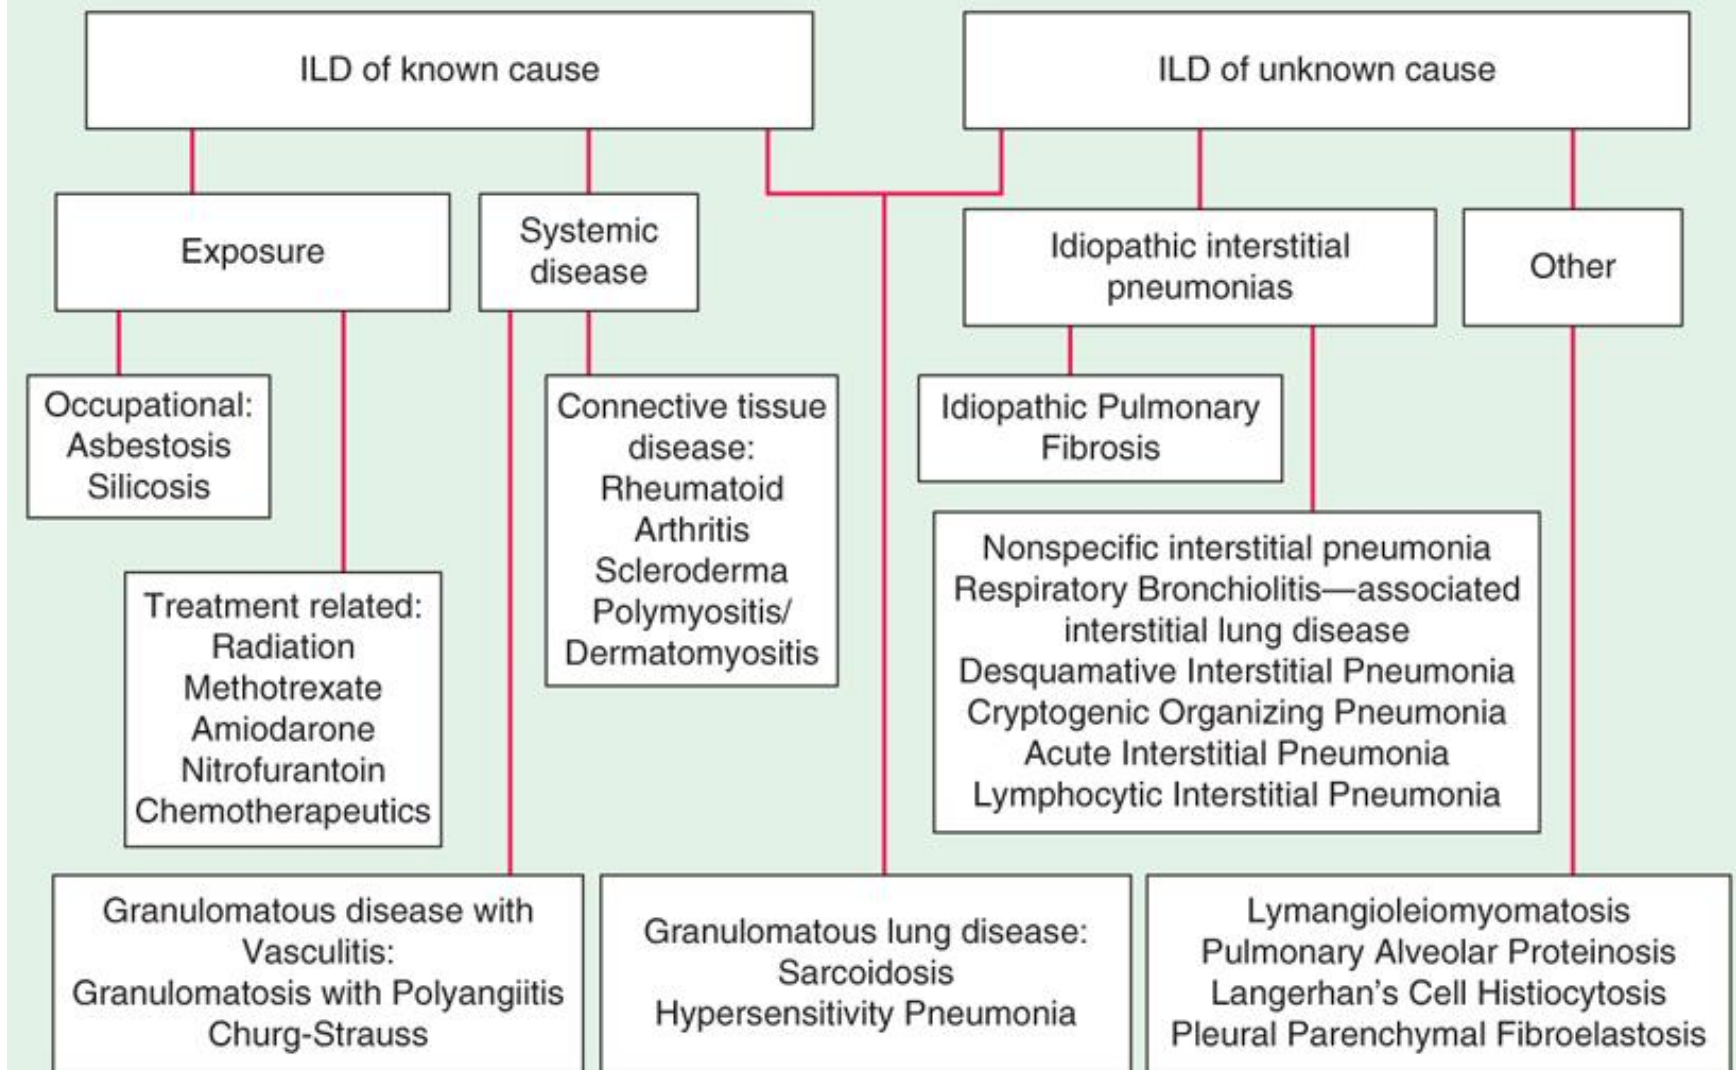 ILD of known cause
ILD of unknown cause
Exposure
Systemic
disease
Idiopathic interstitial
pneumonias
Other
Occupational:
Asbestosis
Silicosis
Connective tissue
disease:
Rheumatoid
Arthritis
Scleroderma
Polymyositis/
Dermatomyositis
Idiopathic Pulmonary
Fibrosis
Treatment related:
Radiation
Methotrexate
Amiodarone
Nitrofurantoin
Chemotherapeutics
Nonspecific interstitial pneumonia
Respiratory Bronchiolitis—associated
interstitial lung disease
Desquamative Interstitial Pneumonia
Cryptogenic Organizing Pneumonia
Acute Interstitial Pneumonia
Lymphocytic Interstitial Pneumonia
Granulomatous disease with
Vasculitis:
Granulomatosis with Polyangiitis
Churg-Strauss
Granulomatous lung disease:
Sarcoidosis
Hypersensitivity Pneumonia
Lymangioleiomyomatosis
Pulmonary Alveolar Proteinosis
Langerhan's Cell Histiocytosis
Pleural Parenchymal Fibroelastosis